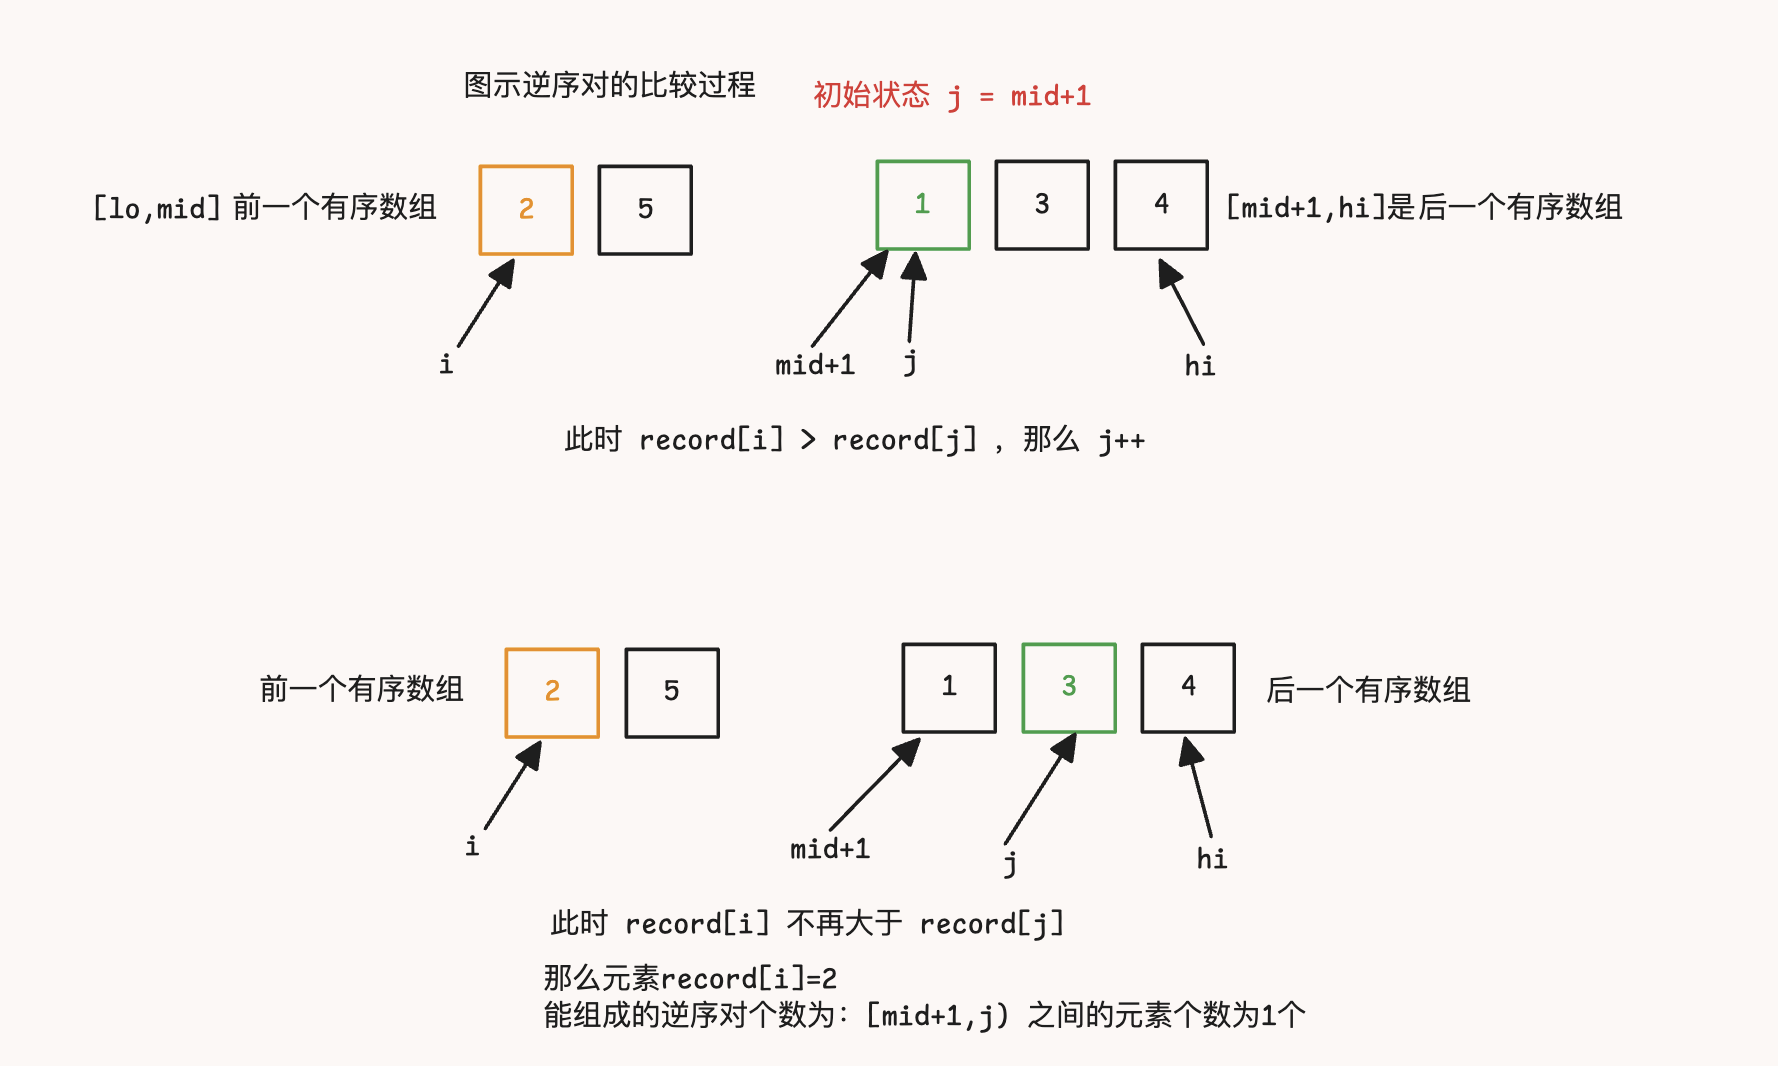 图示逆序对的比较过程
初始状态 j = mid+1
[lo,mid] 前一个有序数组
2
5
1
3
4
[mid+1,hi]是后一个有序数组
i
mid+1
j
hi
此时 record[i] > record[j] ，那么 j++
前一个有序数组
2
5
1
3
4
后一个有序数组
i
mid+1
j
hi
此时 record[i] 不再大于 record[j]
那么元素record[i]=2
能组成的逆序对个数为：[mid+1,j) 之间的元素个数为1个